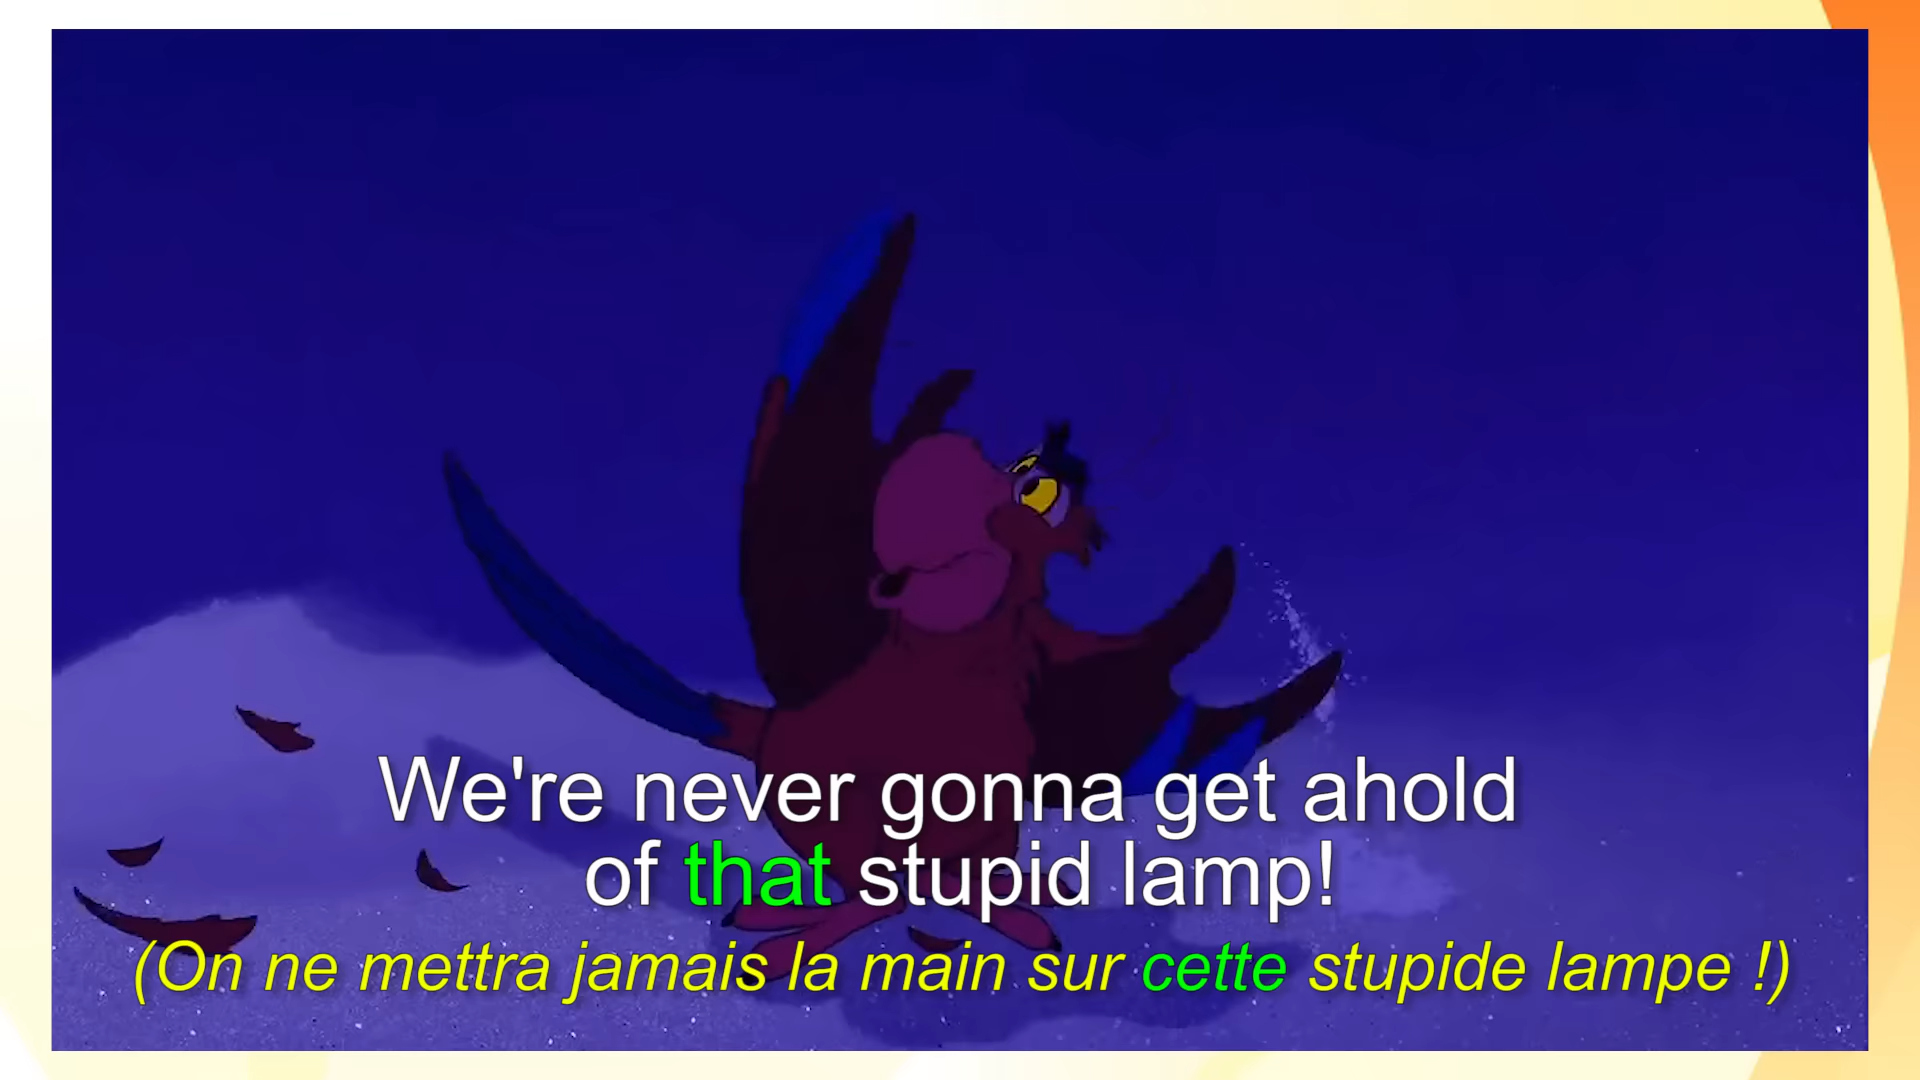 We're never gonna get ahold
of that stupid lamp!
(On ne mettra jamais la main sur cette stupide lampe !)